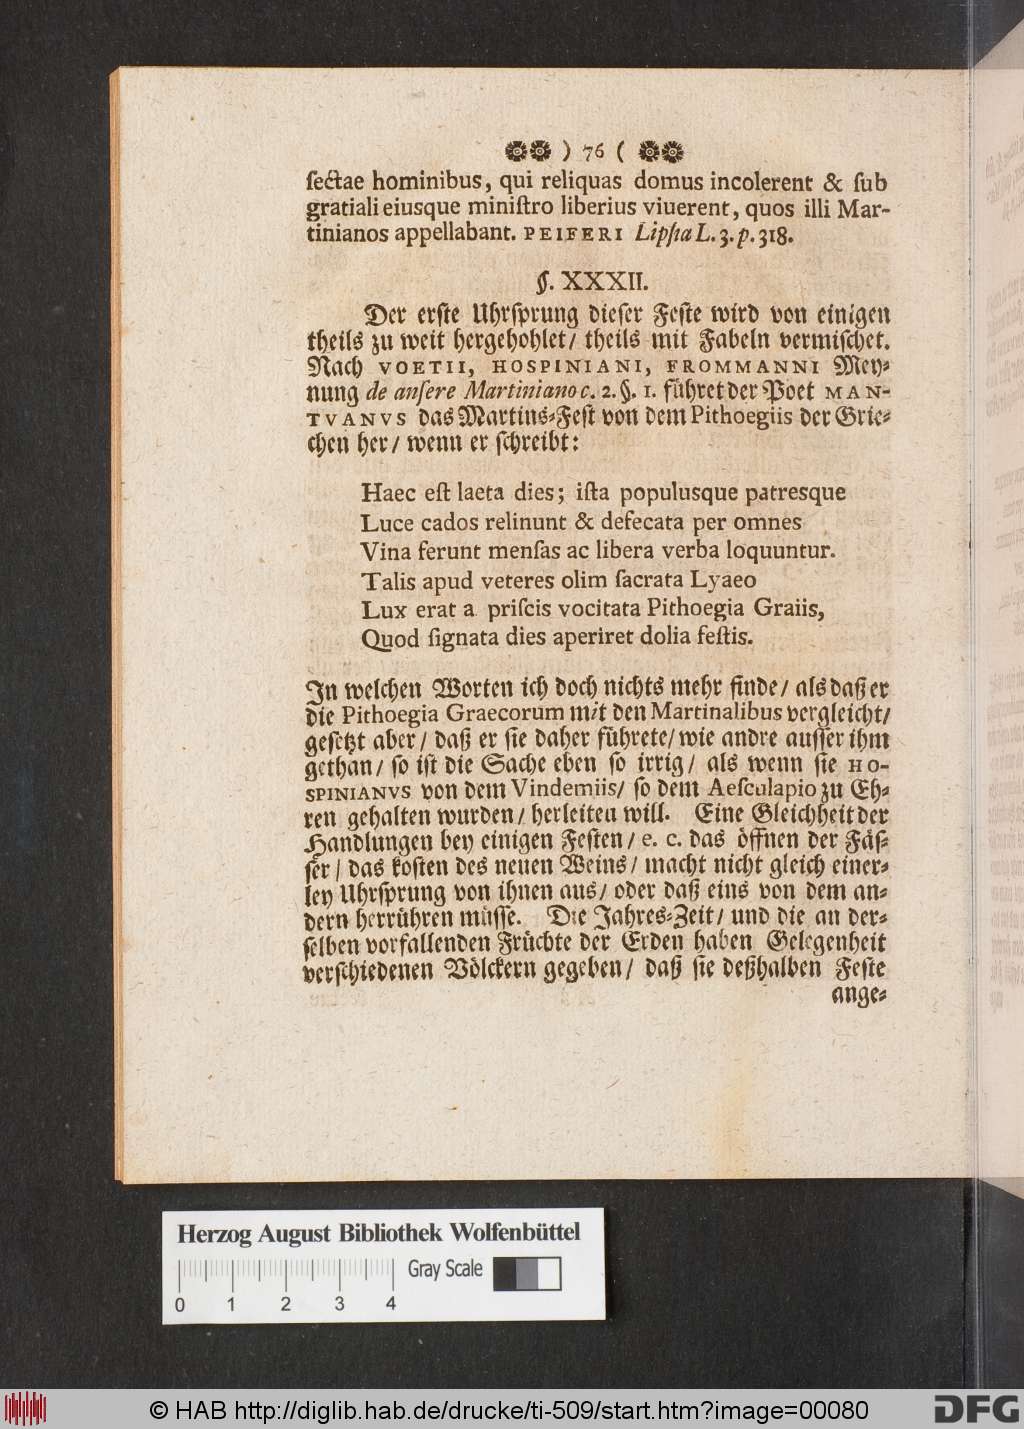 ) 76 (
ſectae hominibus, qui reliquas domus incolerent & ſub
gratiali eiusque miniſtro liberius viuerent, quos illi Mar-
tinianos appellabant. PEIFERI Lipſia L. 3. p. 318.
§. XXXII.
Der erſte Uhrſprung dieſer Feſte wird von einigen
theils zu weit hergehohlet/ theils mit Fabeln vermiſchet.
Nach VOETII, HOSPINIANI, FROMMANNI Mey-
nung de anſere Martiniano c. 2. §. 1. führet der Poet MAN-
TVANVS das Martins-Feſt von dem Pithoegiis der Grie-
chen her/ wenn er ſchreibt:
Haec eſt laeta dies; iſta populusque patresque
Luce cados relinunt & defecata per omnes
Vina ferunt menſas ac libera verba loquuntur.
Talis apud veteres olim ſacrata Lyaeo
Lux erat a priſcis vocitata Pithoegia Graiis,
Quod ſignata dies aperiret dolia feſtis.
In welchen Worten ich doch nichts mehr finde/ als daß er
die Pithoegia Graecorum mit den Martinalibus vergleicht/
geſetzt aber/ daß er ſie daher führete/ wie andre auſſer ihm
gethan/ ſo iſt die Sache eben ſo irrig/ als wenn ſie HO-
SPINIANVS von dem Vindemiis/ ſo dem Aeſculapio zu Eh-
ren gehalten wurden/ herleiten will. Eine Gleichheit der
Handlungen bey einigen Feſten/ e. c. das öffnen der Fäſ-
ſer/ das koſten des neuen Weins/ macht nicht gleich einer-
ley Uhrſprung von ihnen aus/ oder daß eins von dem an-
dern herrühren müſſe. Die Jahres-Zeit/ und die an der-
ſelben vorfallenden Früchte der Erden haben Gelegenheit
verſchiedenen Völckern gegeben/ daß ſie deßhalben Feſte
ange-
Herzog August Bibliothek Wolfenbüttel
Gray Scale
0 1 2 3 4
© HAB http://diglib.hab.de/drucke/ti-509/start.htm?image=00080
DFG